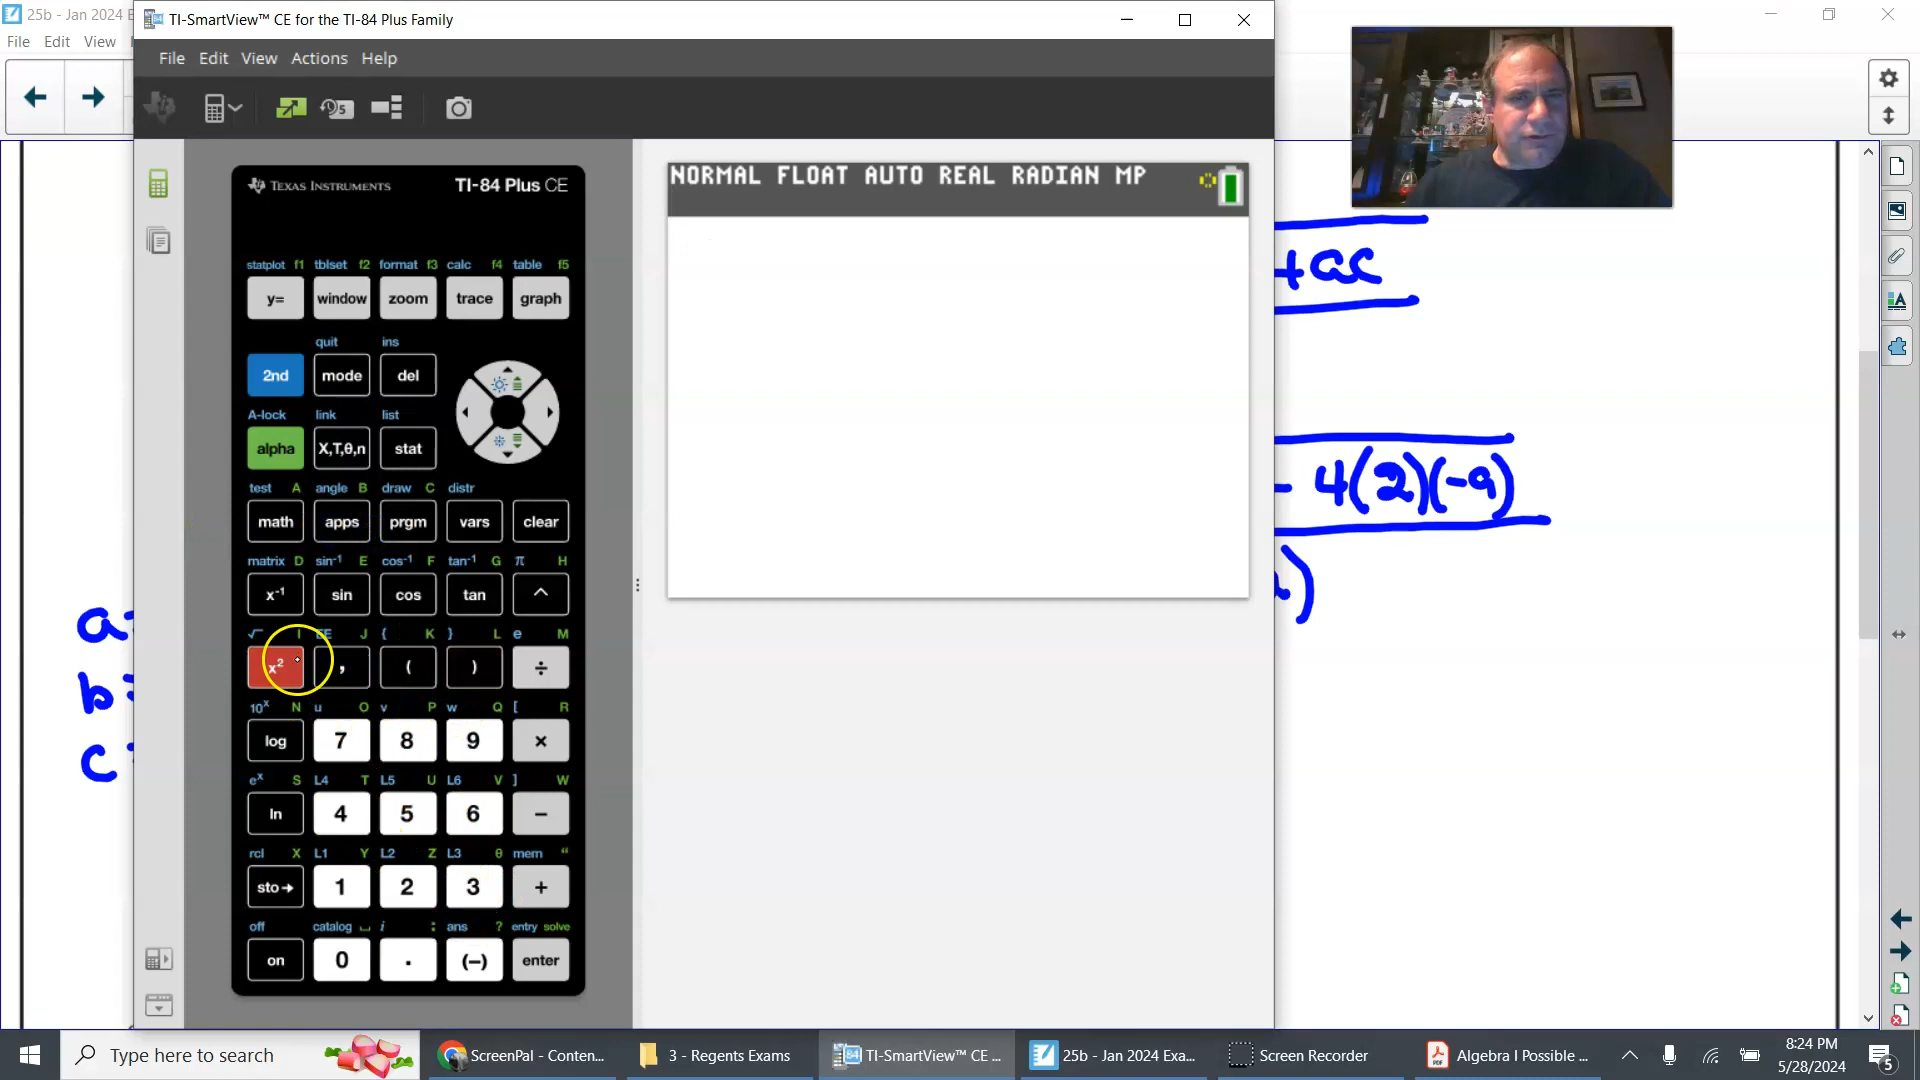 25b - Jan 2024 E
TI-SmartView™ CE for the TI-84 Plus Family
File Edit View
File Edit View Actions Help
TEXAS INSTRUMENTS TI-84 Plus CE
NORMAL FLOAT AUTO REAL RADIAN MP
statplot f1 tblset f2 format f3 calc f4 table f5
y= window zoom trace graph
quit ins
2nd mode del
A-lock link list
alpha X,T,θ,n stat
test A angle B draw C distr
math apps prgm vars clear
matrix D sin⁻¹ E cos⁻¹ F tan⁻¹ G π H
x⁻¹ sin cos tan ^
√ I EE J { K } L e M
x² , ( ) ÷
10ˣ N u O v P w Q [ R
log 7 8 9 ×
eˣ S L4 T L5 U L6 V ] W
ln 4 5 6 −
rcl X L1 Y L2 Z L3 θ mem “
sto→ 1 2 3 +
off catalog i : ans ? entry solve
on 0 . (−) enter
4ac
- 4(2)(-9)
)
a=
b=
c=
Type here to search
ScreenPal - Conten...
3 - Regents Exams
TI-SmartView™ CE ...
25b - Jan 2024 Exa...
Screen Recorder
Algebra I Possible ...
8:24 PM
5/28/2024
5